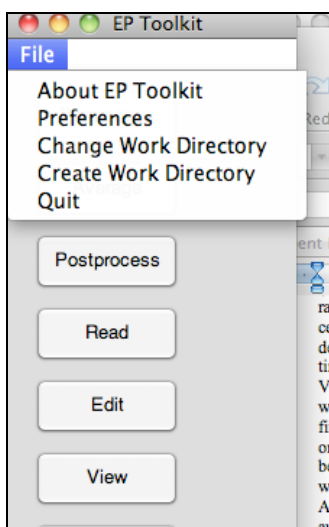 EP Toolkit
File
About EP Toolkit
Preferences
Change Work Directory
Create Work Directory
Quit
Postprocess
Read
Edit
View